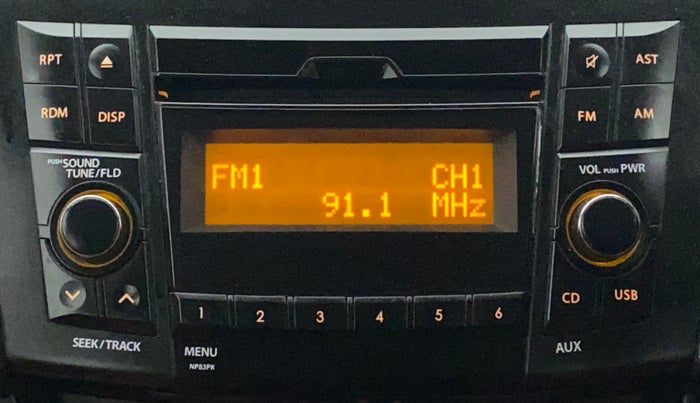 RPT
AST
RDM
DISP
FM
AM
PUSH SOUND
TUNE/FLD
VOL PUSH PWR
FM1 CH1
91.1 MHz
CD
USB
1 2 3 4 5 6
SEEK/TRACK
MENU
AUX
NP83PK